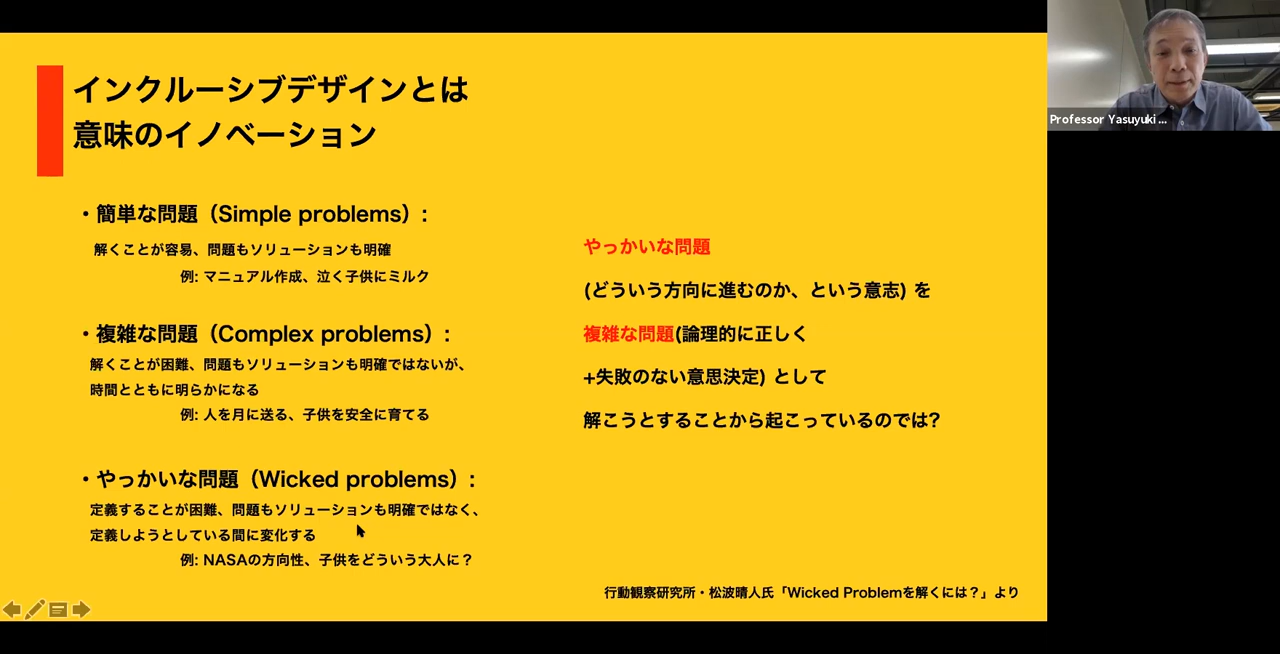 インクルーシブデザインとは
意味のイノベーション
・簡単な問題（Simple problems）:
解くことが容易、問題もソリューションも明確
例: マニュアル作成、泣く子供にミルク
・複雑な問題（Complex problems）:
解くことが困難、問題もソリューションも明確ではないが、
時間とともに明らかになる
例: 人を月に送る、子供を安全に育てる
・やっかいな問題（Wicked problems）:
定義することが困難、問題もソリューションも明確ではなく、
定義しようとしている間に変化する
例: NASAの方向性、子供をどういう大人に？
やっかいな問題
(どういう方向に進むのか、という意志) を
複雑な問題(論理的に正しく
+失敗のない意思決定) として
解こうとすることから起こっているのでは?
行動観察研究所・松波晴人氏「Wicked Problemを解くには？」より
Professor Yasuyuki ...